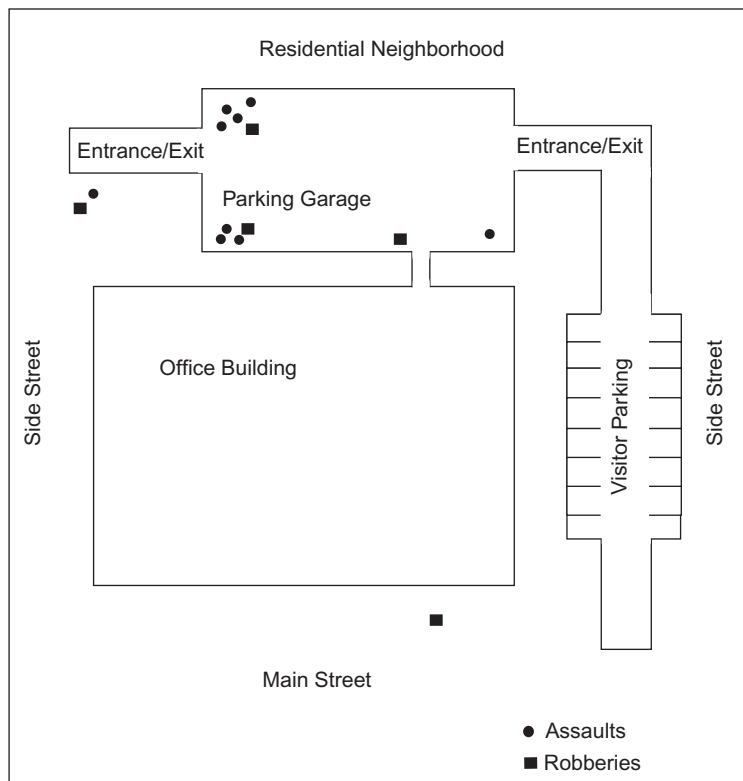 Residential Neighborhood
Entrance/Exit
Entrance/Exit
Parking Garage
Office Building
Side Street
Visitor Parking
Side Street
Main Street
Assaults
Robberies